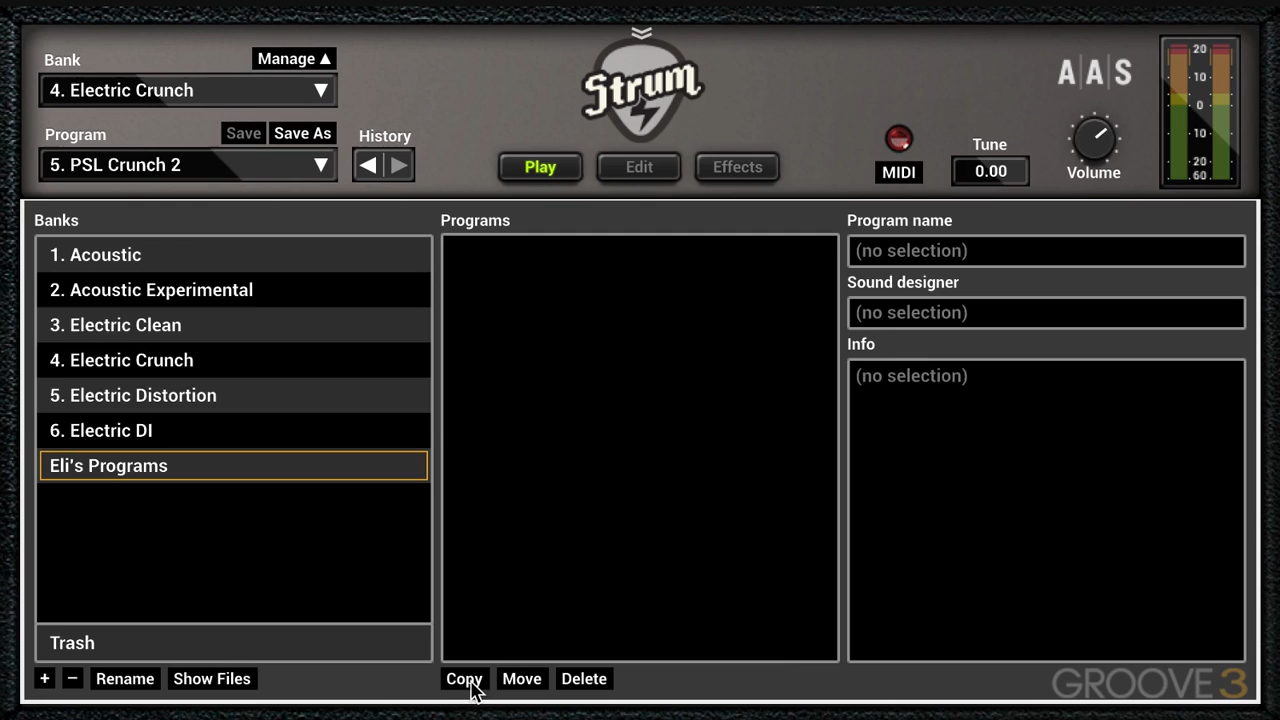 Bank
Manage ▲
4. Electric Crunch
Program
Save
Save As
5. PSL Crunch 2
History
Strum
Play
Edit
Effects
MIDI
Tune
0.00
A|A|S
Volume
20
10
0
10
20
60
Banks
1. Acoustic
2. Acoustic Experimental
3. Electric Clean
4. Electric Crunch
5. Electric Distortion
6. Electric DI
Eli's Programs
Trash
+
−
Rename
Show Files
Programs
Copy
Move
Delete
Program name
(no selection)
Sound designer
(no selection)
Info
(no selection)
GROOVE3